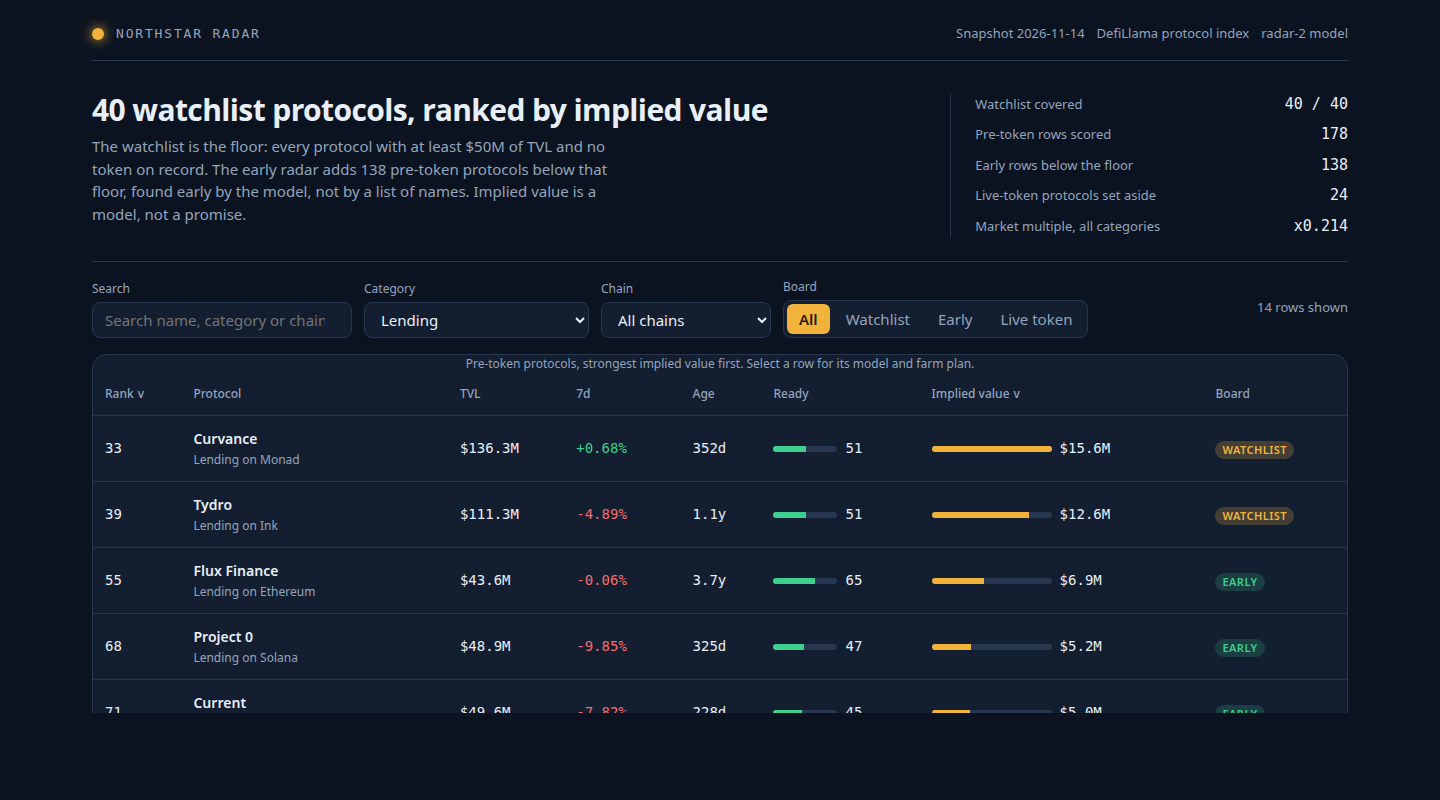 NORTHSTAR RADAR
Snapshot 2026-11-14 DefiLlama protocol index radar-2 model
40 watchlist protocols, ranked by implied value
The watchlist is the floor: every protocol with at least $50M of TVL and no
token on record. The early radar adds 138 pre-token protocols below that
floor, found early by the model, not by a list of names. Implied value is a
model, not a promise.
Watchlist covered 40 / 40
Pre-token rows scored 178
Early rows below the floor 138
Live-token protocols set aside 24
Market multiple, all categories x0.214
Search Category Chain Board
Search name, category or chain Lending All chains All Watchlist Early Live token
14 rows shown
Pre-token protocols, strongest implied value first. Select a row for its model and farm plan.
Rank v Protocol TVL 7d Age Ready Implied value v Board
33 Curvance $136.3M +0.68% 352d 51 $15.6M WATCHLIST
Lending on Monad
39 Tydro $111.3M -4.89% 1.1y 51 $12.6M WATCHLIST
Lending on Ink
55 Flux Finance $43.6M -0.06% 3.7y 65 $6.9M EARLY
Lending on Ethereum
68 Project 0 $48.9M -9.85% 325d 47 $5.2M EARLY
Lending on Solana
71 Current $49.6M -7.82% 228d 45 $5.0M EARLY